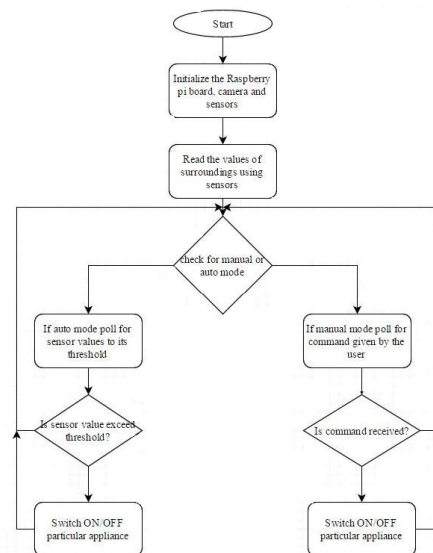 Start
Initialize the Raspberry
pi board, camera and
sensors
Read the values of
surroundings using
sensors
check for manual or
auto mode
If auto mode poll for
sensor values to its
threshold
If manual mode poll for
command given by the
user
Is sensor value exceed
threshold?
Is command received?
Switch ON/OFF
particular appliance
Switch ON/OFF
particular appliance